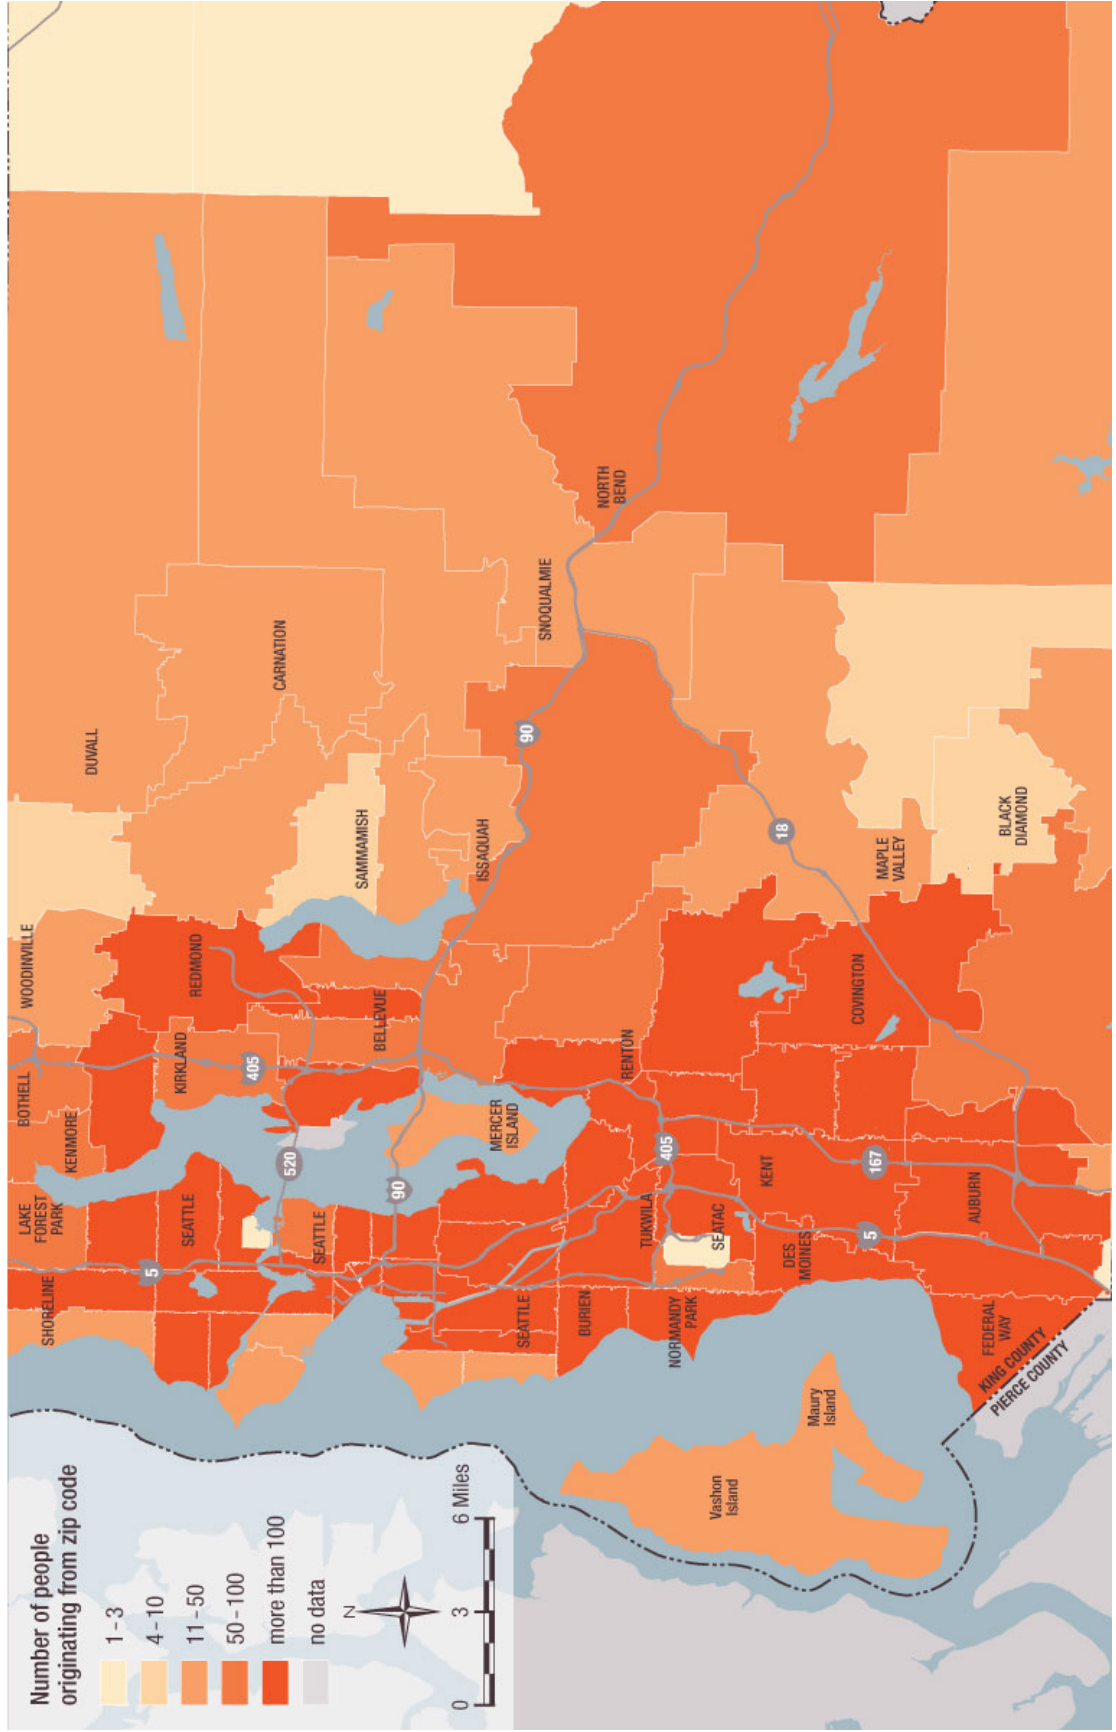 Number of people
originating from zip code
1 - 3
4 - 10
11 - 50
50 - 100
more than 100
no data
N
0
3
6 Miles
SHORELINE
LAKE
FOREST
PARK
KENMORE
BOTHELL
WOODINVILLE
DUVALL
5
SEATTLE
KIRKLAND
REDMOND
405
CARNATION
520
SEATTLE
SAMMAMISH
BELLEVUE
90
MERCER
ISLAND
ISSAQUAH
90
SNOQUALMIE
NORTH
BEND
SEATTLE
BURIEN
TUKWILA
RENTON
405
NORMANDY
PARK
SEATAC
KENT
18
DES
MOINES
5
167
COVINGTON
MAPLE
VALLEY
BLACK
DIAMOND
Vashon
Island
Maury
Island
AUBURN
FEDERAL
WAY
KING COUNTY
PIERCE COUNTY